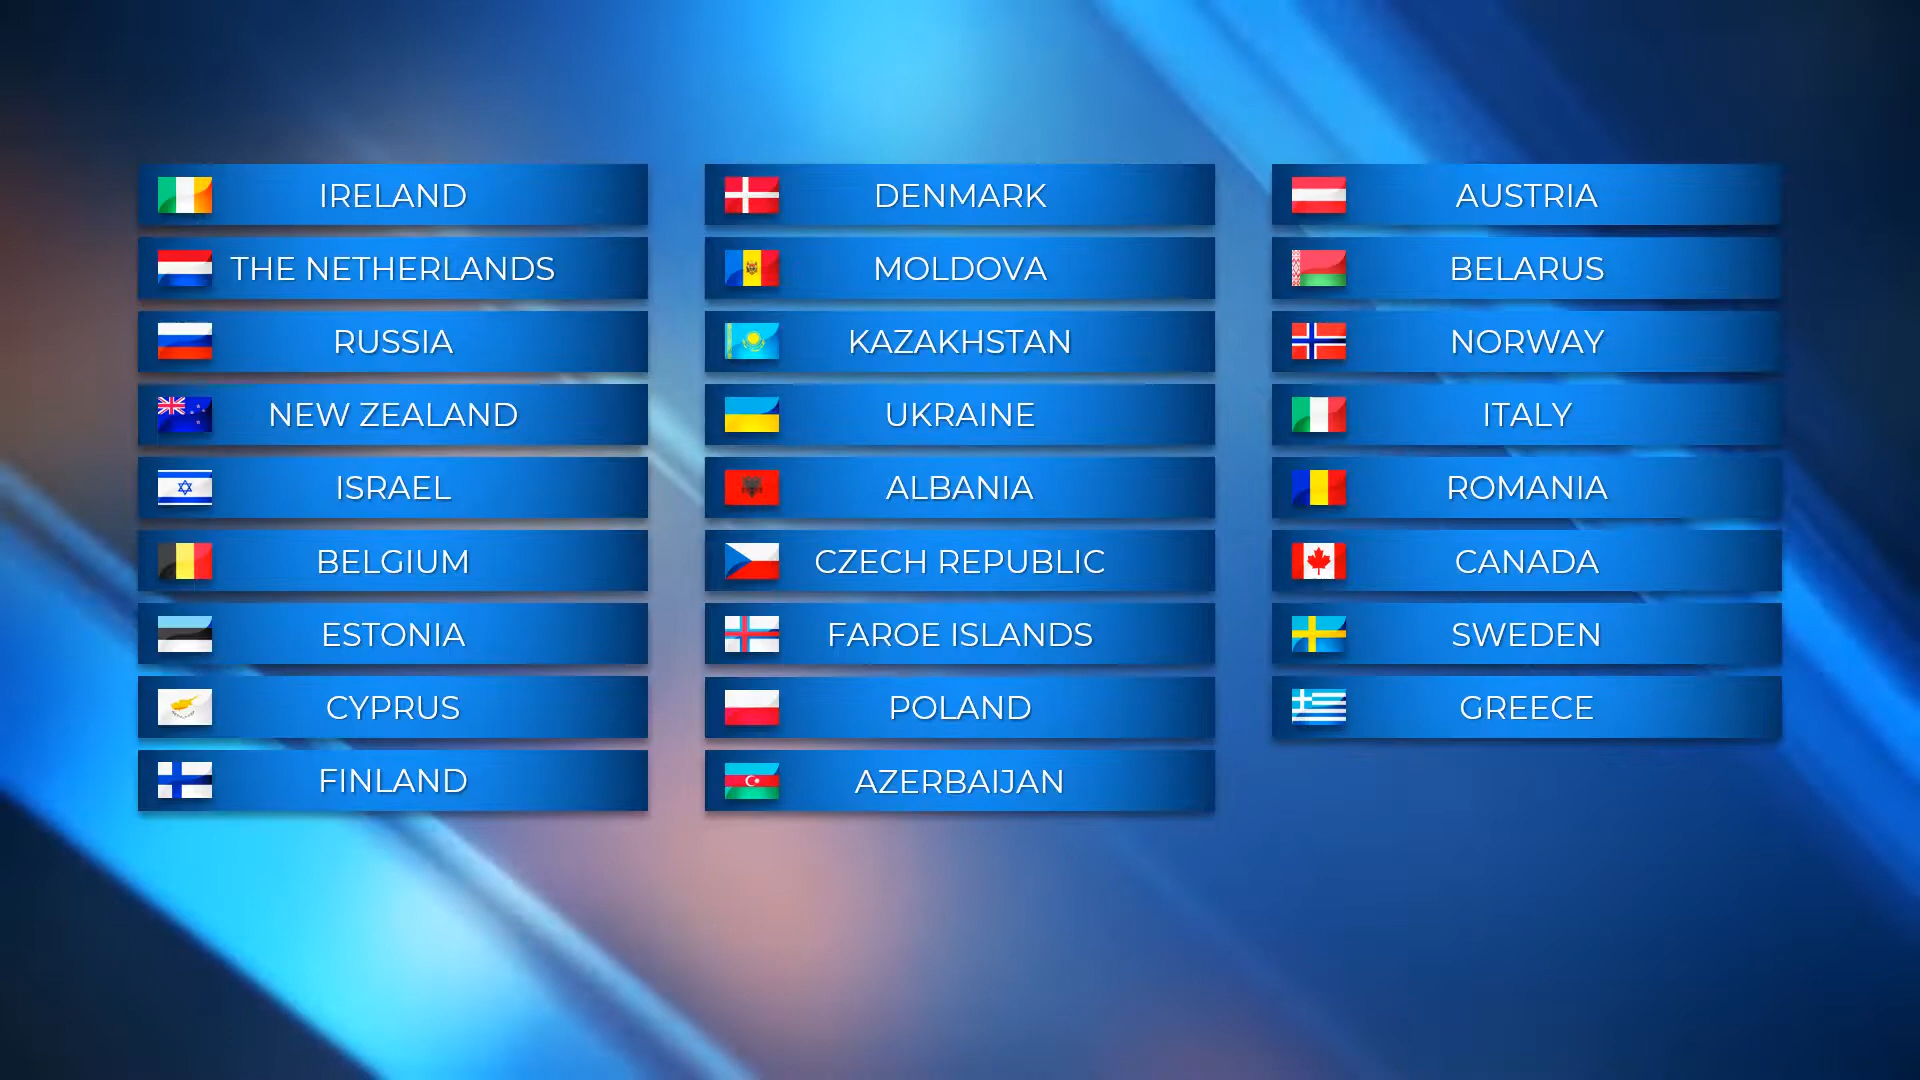 IRELAND
THE NETHERLANDS
RUSSIA
NEW ZEALAND
ISRAEL
BELGIUM
ESTONIA
CYPRUS
FINLAND
DENMARK
MOLDOVA
KAZAKHSTAN
UKRAINE
ALBANIA
CZECH REPUBLIC
FAROE ISLANDS
POLAND
AZERBAIJAN
AUSTRIA
BELARUS
NORWAY
ITALY
ROMANIA
CANADA
SWEDEN
GREECE